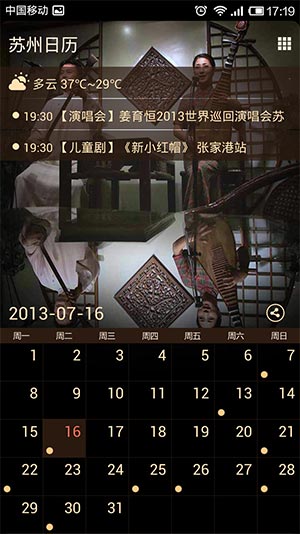 中国移动 17:19
苏州日历
多云 37℃~29℃
19:30 【演唱会】姜育恒2013世界巡回演唱会苏
19:30 【儿童剧】《新小红帽》 张家港站
2013-07-16
周一 周二 周三 周四 周五 周六 周日
1 2 3 4 5 6 7
8 9 10 11 12 13 14
15 16 17 18 19 20 21
22 23 24 25 26 27 28
29 30 31